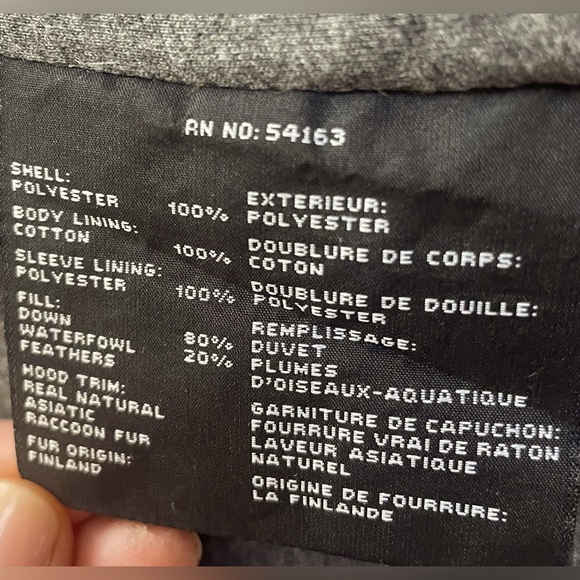 RN NO: 54163
SHELL:
POLYESTER 100%
BODY LINING:
COTTON 100%
SLEEVE LINING:
POLYESTER 100%
FILL:
DOWN 80%
WATERFOWL
FEATHERS 20%
HOOD TRIM:
REAL NATURAL
ASIATIC
RACCOON FUR
FUR ORIGIN:
FINLAND
EXTERIEUR:
POLYESTER
DOUBLURE DE CORPS:
COTON
DOUBLURE DE DOUILLE:
POLYESTER
REMPLISSAGE:
DUVET
PLUMES
D'OISEAUX-AQUATIQUE
GARNITURE DE CAPUCHON:
FOURRURE VRAI DE RATON
LAVEUR ASIATIQUE
NATUREL
ORIGINE DE FOURRURE:
LA FINLANDE